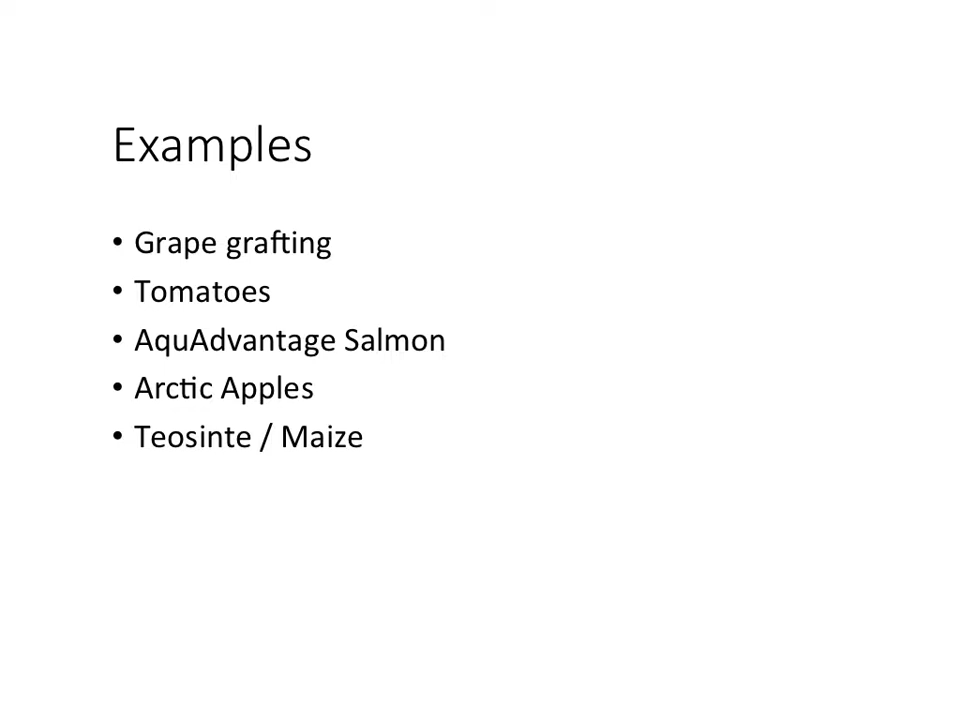 Examples
• Grape grafting
• Tomatoes
• AquAdvantage Salmon
• Arctic Apples
• Teosinte / Maize